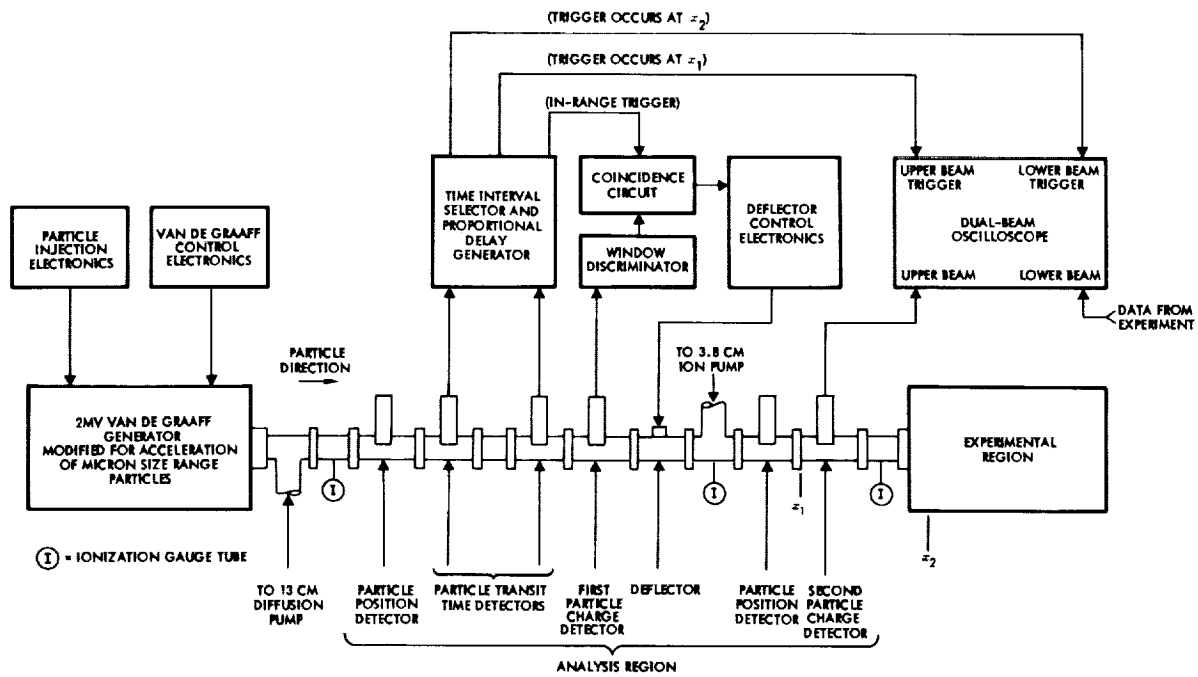 (TRIGGER OCCURS AT x2)
(TRIGGER OCCURS AT x1)
(IN-RANGE TRIGGER)
PARTICLE
INJECTION
ELECTRONICS
VAN DE GRAAFF
CONTROL
ELECTRONICS
TIME INTERVAL
SELECTOR AND
PROPORTIONAL
DELAY
GENERATOR
COINCIDENCE
CIRCUIT
WINDOW
DISCRIMINATOR
DEFLECTOR
CONTROL
ELECTRONICS
UPPER BEAM
TRIGGER
LOWER BEAM
TRIGGER
DUAL-BEAM
OSCILLOSCOPE
UPPER BEAM
LOWER BEAM
DATA FROM
EXPERIMENT
PARTICLE
DIRECTION
TO 3.8 CM
ION PUMP
2MV VAN DE GRAAFF
GENERATOR
MODIFIED FOR ACCELERATION
OF MICRON SIZE RANGE
PARTICLES
EXPERIMENTAL
REGION
I
I
I
x1
x2
I = IONIZATION GAUGE TUBE
TO 13 CM
DIFFUSION
PUMP
PARTICLE
POSITION
DETECTOR
PARTICLE TRANSIT
TIME DETECTORS
FIRST
PARTICLE
CHARGE
DETECTOR
DEFLECTOR
PARTICLE
POSITION
DETECTOR
SECOND
PARTICLE
CHARGE
DETECTOR
ANALYSIS REGION